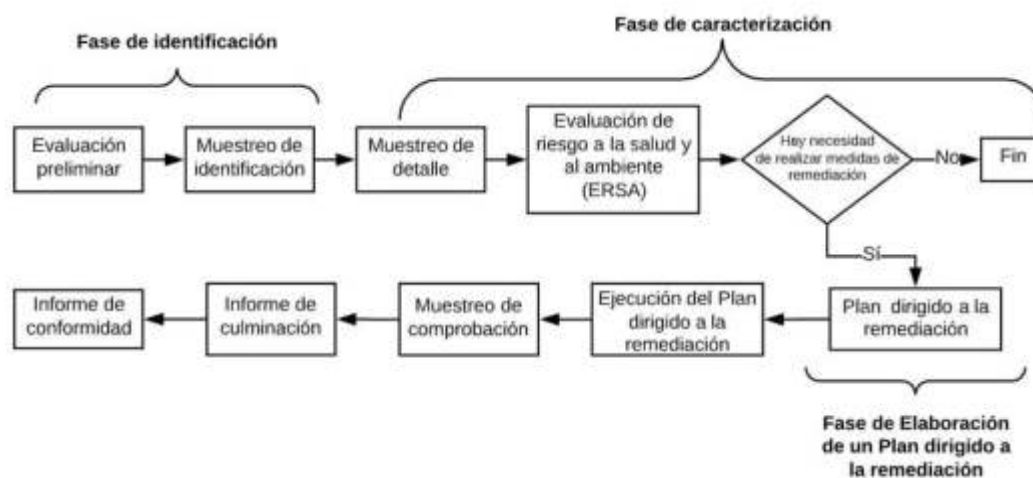 Fase de identificación
Fase de caracterización
Evaluación
preliminar
Muestreo de
identificación
Muestreo de
detalle
Evaluación de
riesgo a la salud y
al ambiente
(ERSA)
Hey necesidad
de realizar medidas de
remediación
No
Fin
Sí
Informe de
conformidad
Informe de
culminación
Muestreo de
comprobación
Ejecución del Plan
dirigido a la
remediación
Plan dirigido a la
remediación
Fase de Elaboración
de un Plan dirigido a
la remediación